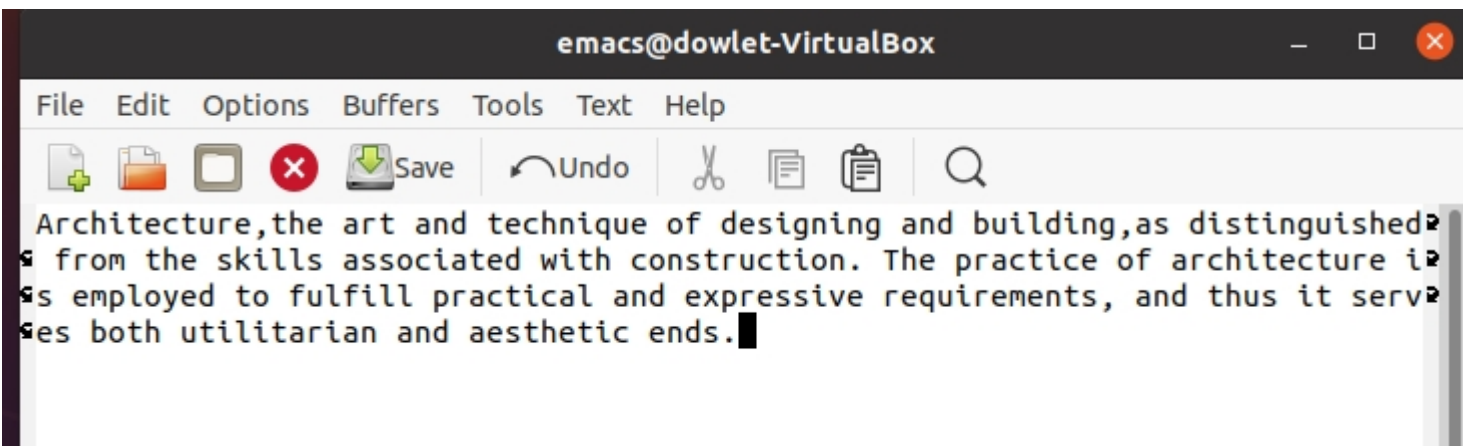 emacs@dowlet-VirtualBox
File Edit Options Buffers Tools Text Help
Save Undo
Architecture,the art and technique of designing and building,as distinguished
from the skills associated with construction. The practice of architecture i
s employed to fulfill practical and expressive requirements, and thus it serv
es both utilitarian and aesthetic ends.